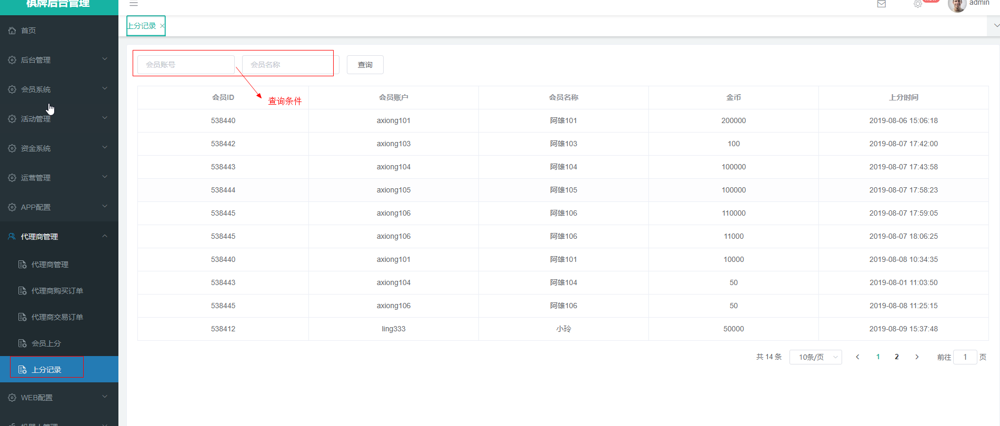 棋牌后台管理
admin
首页
后台管理
会员系统
活动管理
资金系统
运营管理
APP配置
代理商管理
代理商管理
代理商购买订单
代理商交易订单
会员上分
上分记录
WEB配置
机器人管理
上分记录 ×
会员账号 会员名称 查询
查询条件
会员ID 会员账户 会员名称 金币 上分时间
538440 axiong101 阿雄101 200000 2019-08-06 15:06:18
538442 axiong103 阿雄103 100 2019-08-07 17:42:00
538443 axiong104 阿雄104 100000 2019-08-07 17:43:58
538444 axiong105 阿雄105 100000 2019-08-07 17:58:23
538445 axiong106 阿雄106 110000 2019-08-07 17:59:05
538445 axiong106 阿雄106 11000 2019-08-07 18:06:25
538440 axiong101 阿雄101 10000 2019-08-08 10:34:35
538443 axiong104 阿雄104 50 2019-08-01 11:03:50
538445 axiong106 阿雄106 50 2019-08-08 11:25:15
538412 ling333 小玲 50000 2019-08-09 15:37:48
共 14 条 10条/页 1 2 前往 1 页